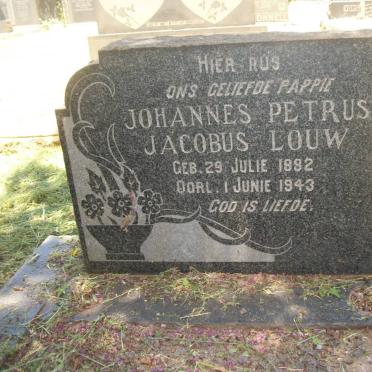 HIER RUS
ONS GELIEFDE PAPPIE
JOHANNES PETRUS
JACOBUS LOUW
GEB. 29 JULIE 1892
OORL. 1 JUNIE 1943
GOD IS LIEFDE.